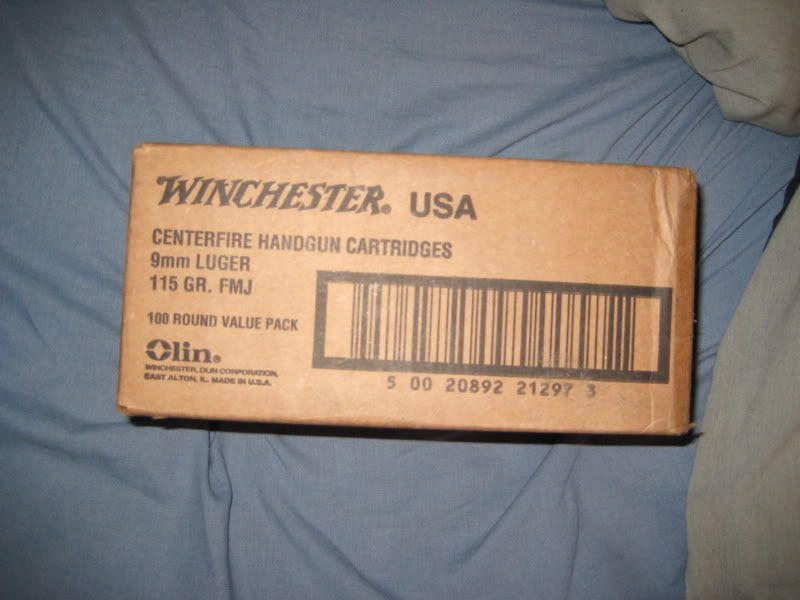 WINCHESTER® USA
CENTERFIRE HANDGUN CARTRIDGES
9mm LUGER
115 GR. FMJ
100 ROUND VALUE PACK
Olin®
WINCHESTER, OLIN CORPORATION,
EAST ALTON, IL. MADE IN U.S.A.
5 00 20892 21297 3